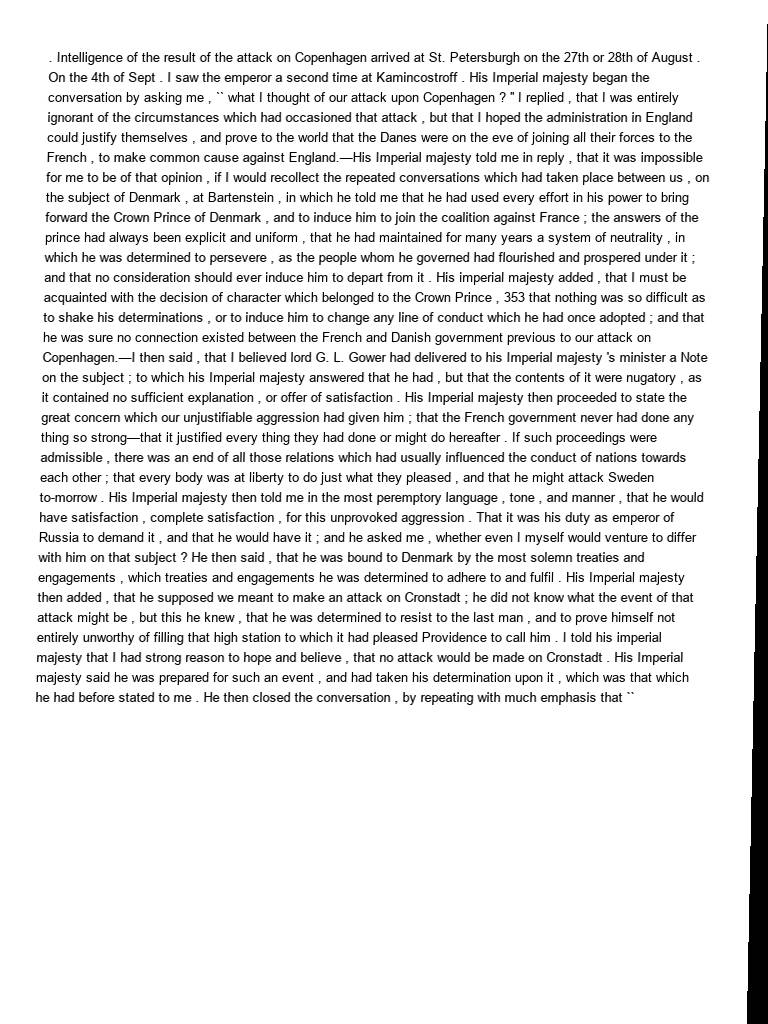 . Intelligence of the result of the attack on Copenhagen arrived at St. Petersburgh on the 27th or 28th of August .
On the 4th of Sept . I saw the emperor a second time at Kamincostroff . His Imperial majesty began the
conversation by asking me , `` what I thought of our attack upon Copenhagen ? '' I replied , that I was entirely
ignorant of the circumstances which had occasioned that attack , but that I hoped the administration in England
could justify themselves , and prove to the world that the Danes were on the eve of joining all their forces to the
French , to make common cause against England.—His Imperial majesty told me in reply , that it was impossible
for me to be of that opinion , if I would recollect the repeated conversations which had taken place between us , on
the subject of Denmark , at Bartenstein , in which he told me that he had used every effort in his power to bring
forward the Crown Prince of Denmark , and to induce him to join the coalition against France ; the answers of the
prince had always been explicit and uniform , that he had maintained for many years a system of neutrality , in
which he was determined to persevere , as the people whom he governed had flourished and prospered under it ;
and that no consideration should ever induce him to depart from it . His imperial majesty added , that I must be
acquainted with the decision of character which belonged to the Crown Prince , 353 that nothing was so difficult as
to shake his determinations , or to induce him to change any line of conduct which he had once adopted ; and that
he was sure no connection existed between the French and Danish government previous to our attack on
Copenhagen.—I then said , that I believed lord G. L. Gower had delivered to his Imperial majesty 's minister a Note
on the subject ; to which his Imperial majesty answered that he had , but that the contents of it were nugatory , as
it contained no sufficient explanation , or offer of satisfaction . His Imperial majesty then proceeded to state the
great concern which our unjustifiable aggression had given him ; that the French government never had done any
thing so strong—that it justified every thing they had done or might do hereafter . If such proceedings were
admissible , there was an end of all those relations which had usually influenced the conduct of nations towards
each other ; that every body was at liberty to do just what they pleased , and that he might attack Sweden
to-morrow . His Imperial majesty then told me in the most peremptory language , tone , and manner , that he would
have satisfaction , complete satisfaction , for this unprovoked aggression . That it was his duty as emperor of
Russia to demand it , and that he would have it ; and he asked me , whether even I myself would venture to differ
with him on that subject ? He then said , that he was bound to Denmark by the most solemn treaties and
engagements , which treaties and engagements he was determined to adhere to and fulfil . His Imperial majesty
then added , that he supposed we meant to make an attack on Cronstadt ; he did not know what the event of that
attack might be , but this he knew , that he was determined to resist to the last man , and to prove himself not
entirely unworthy of filling that high station to which it had pleased Providence to call him . I told his imperial
majesty that I had strong reason to hope and believe , that no attack would be made on Cronstadt . His Imperial
majesty said he was prepared for such an event , and had taken his determination upon it , which was that which
he had before stated to me . He then closed the conversation , by repeating with much emphasis that ``